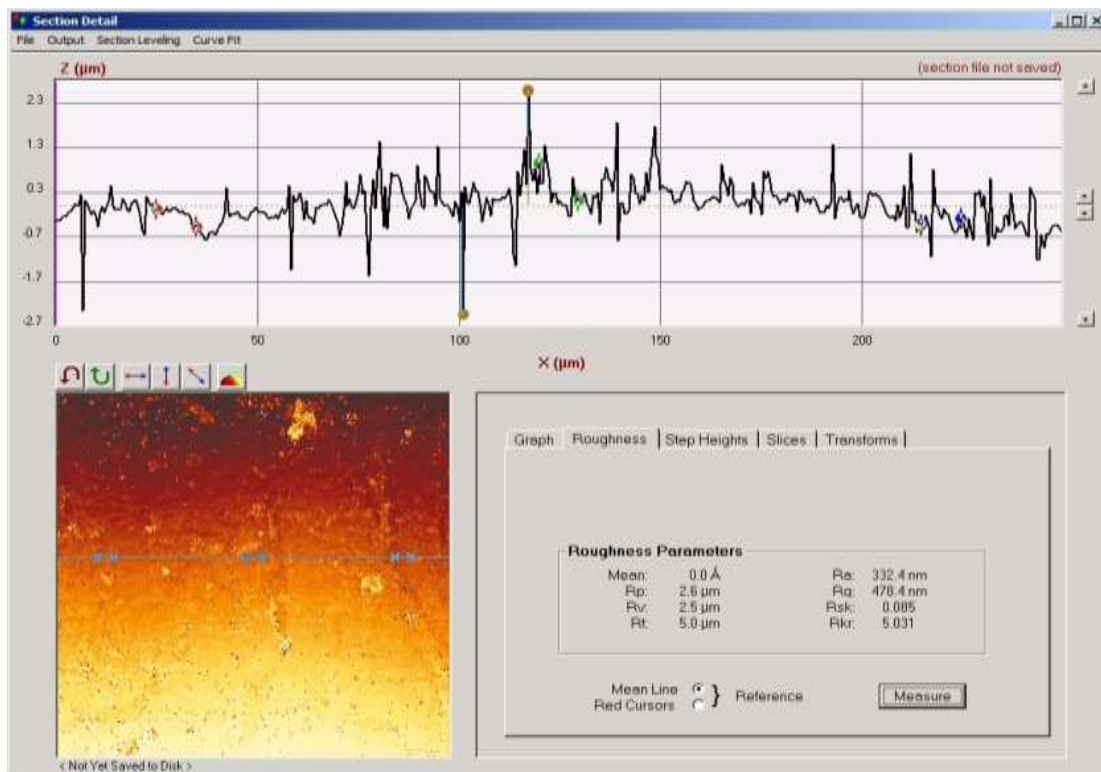 Section Detail
File Output Section Leveling Curve Fit
Z (µm) (section file not saved)
2.3
1.3
0.3
-0.7
-1.7
-2.7
0 50 100 150 200
X (µm)
Graph Roughness Step Heights Slices Transforms
Roughness Parameters
Mean: 0.0 Å Ra: 332.4 nm
Rp: 2.6 µm Rq: 478.4 nm
Rv: 2.5 µm Rsk: 0.085
Rt: 5.0 µm Rkr: 5.031
Mean Line } Reference Measure
Red Cursors
< Not Yet Saved to Disk >